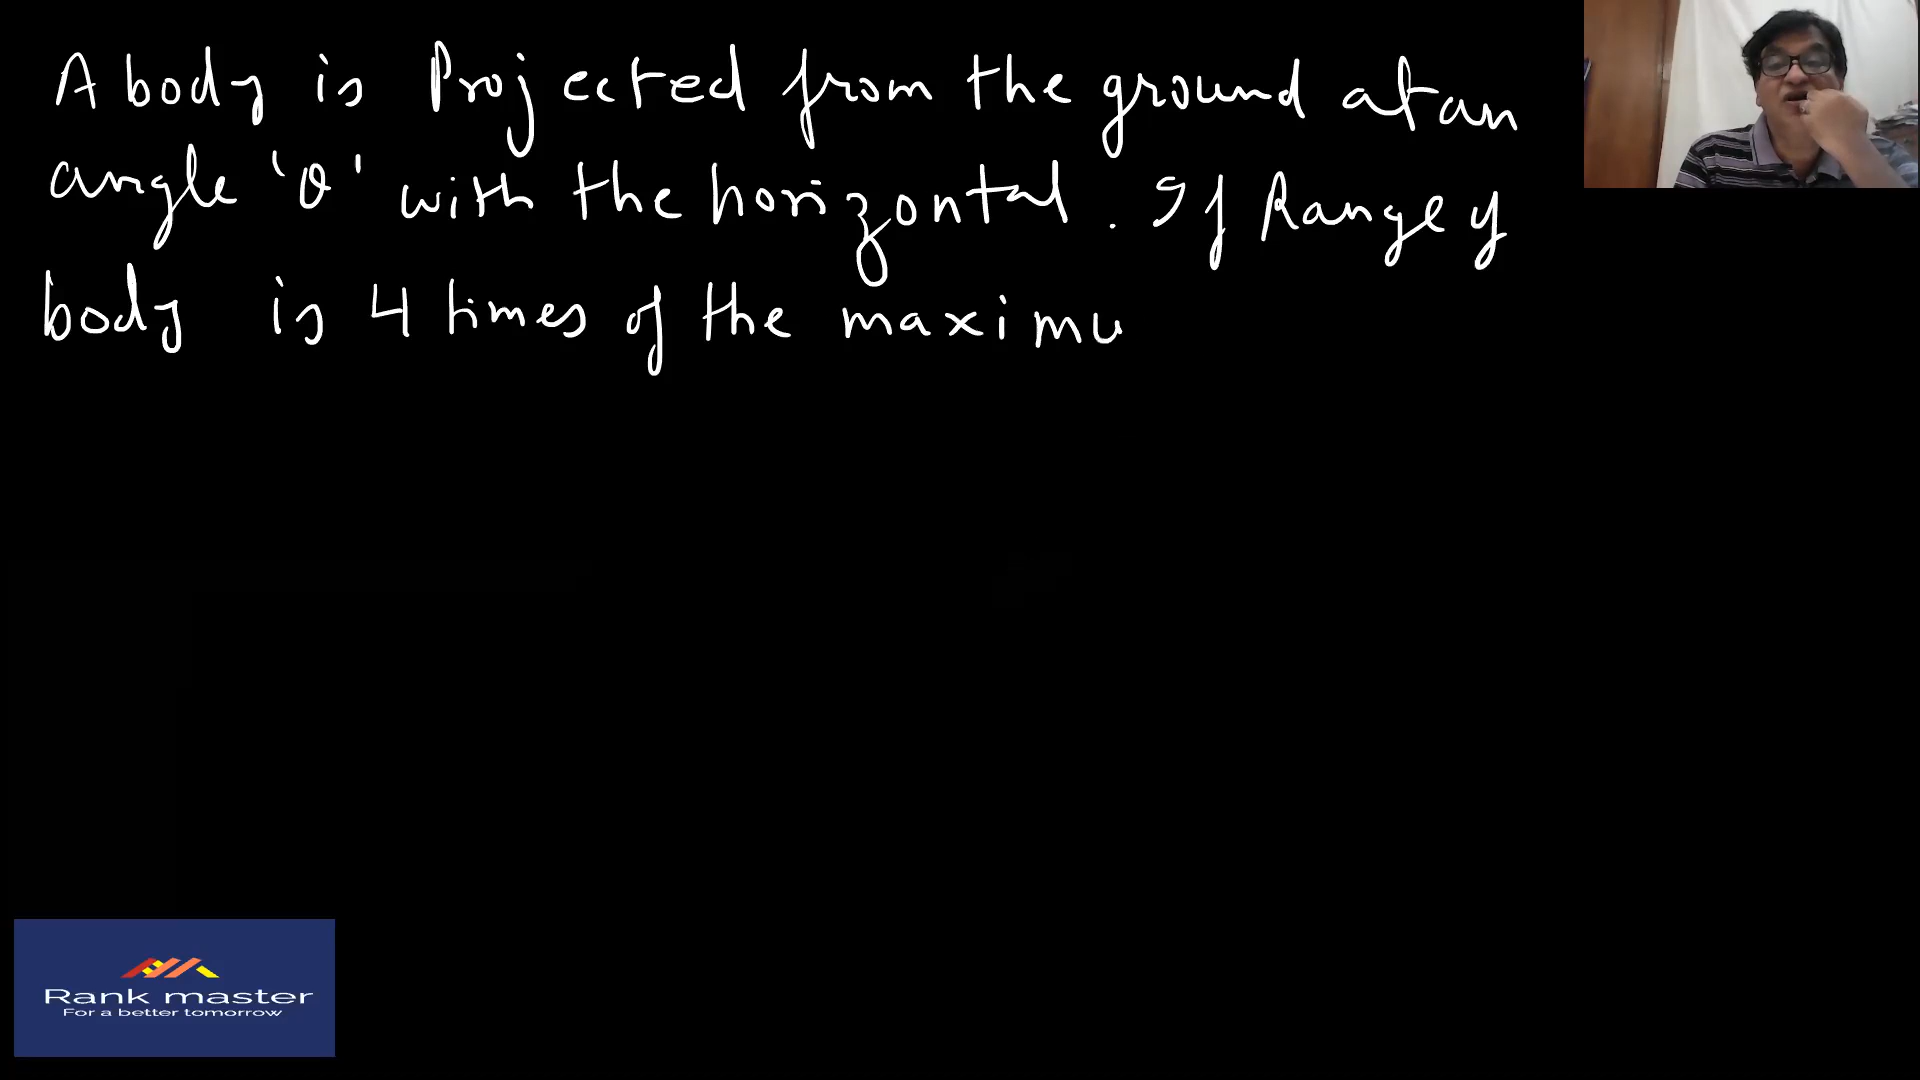 A body is Projected from the ground at an
angle 'θ' with the horizontal. If Range of
body is 4 times of the maximu
Rank master
For a better tomorrow